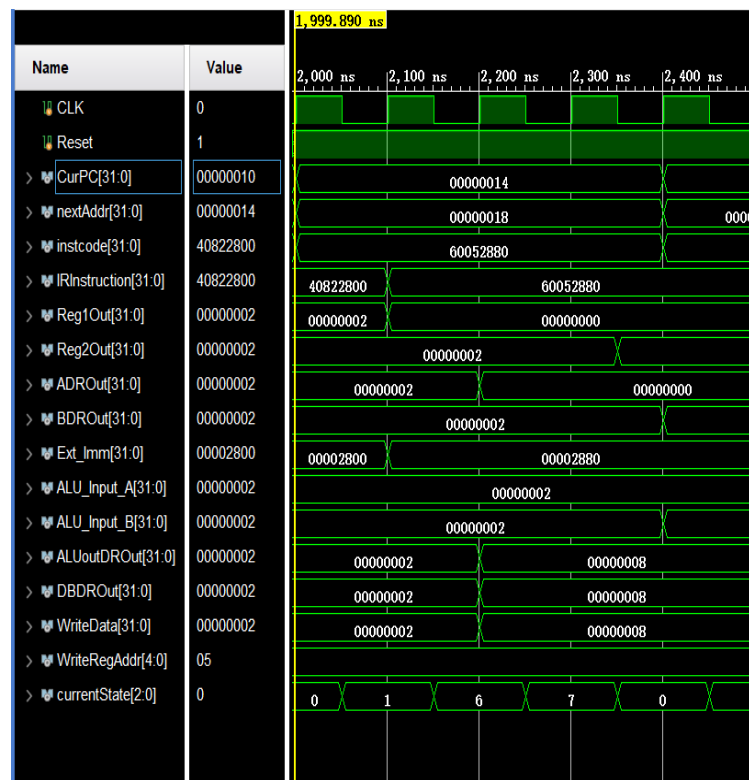 1,999.890 ns
Name Value
2,000 ns 2,100 ns 2,200 ns 2,300 ns 2,400 ns
CLK 0
Reset 1
CurPC[31:0] 00000010 00000014
nextAddr[31:0] 00000014 00000018 000
instcode[31:0] 40822800 60052880
IRInstruction[31:0] 40822800 40822800 60052880
Reg1Out[31:0] 00000002 00000002 00000000
Reg2Out[31:0] 00000002 00000002
ADROut[31:0] 00000002 00000002 00000000
BDROut[31:0] 00000002 00000002
Ext_Imm[31:0] 00002800 00002800 00002880
ALU_Input_A[31:0] 00000002 00000002
ALU_Input_B[31:0] 00000002 00000002
ALUoutDROut[31:0] 00000002 00000002 00000008
DBDROut[31:0] 00000002 00000002 00000008
WriteData[31:0] 00000002 00000002 00000008
WriteRegAddr[4:0] 05
currentState[2:0] 0 0 1 6 7 0